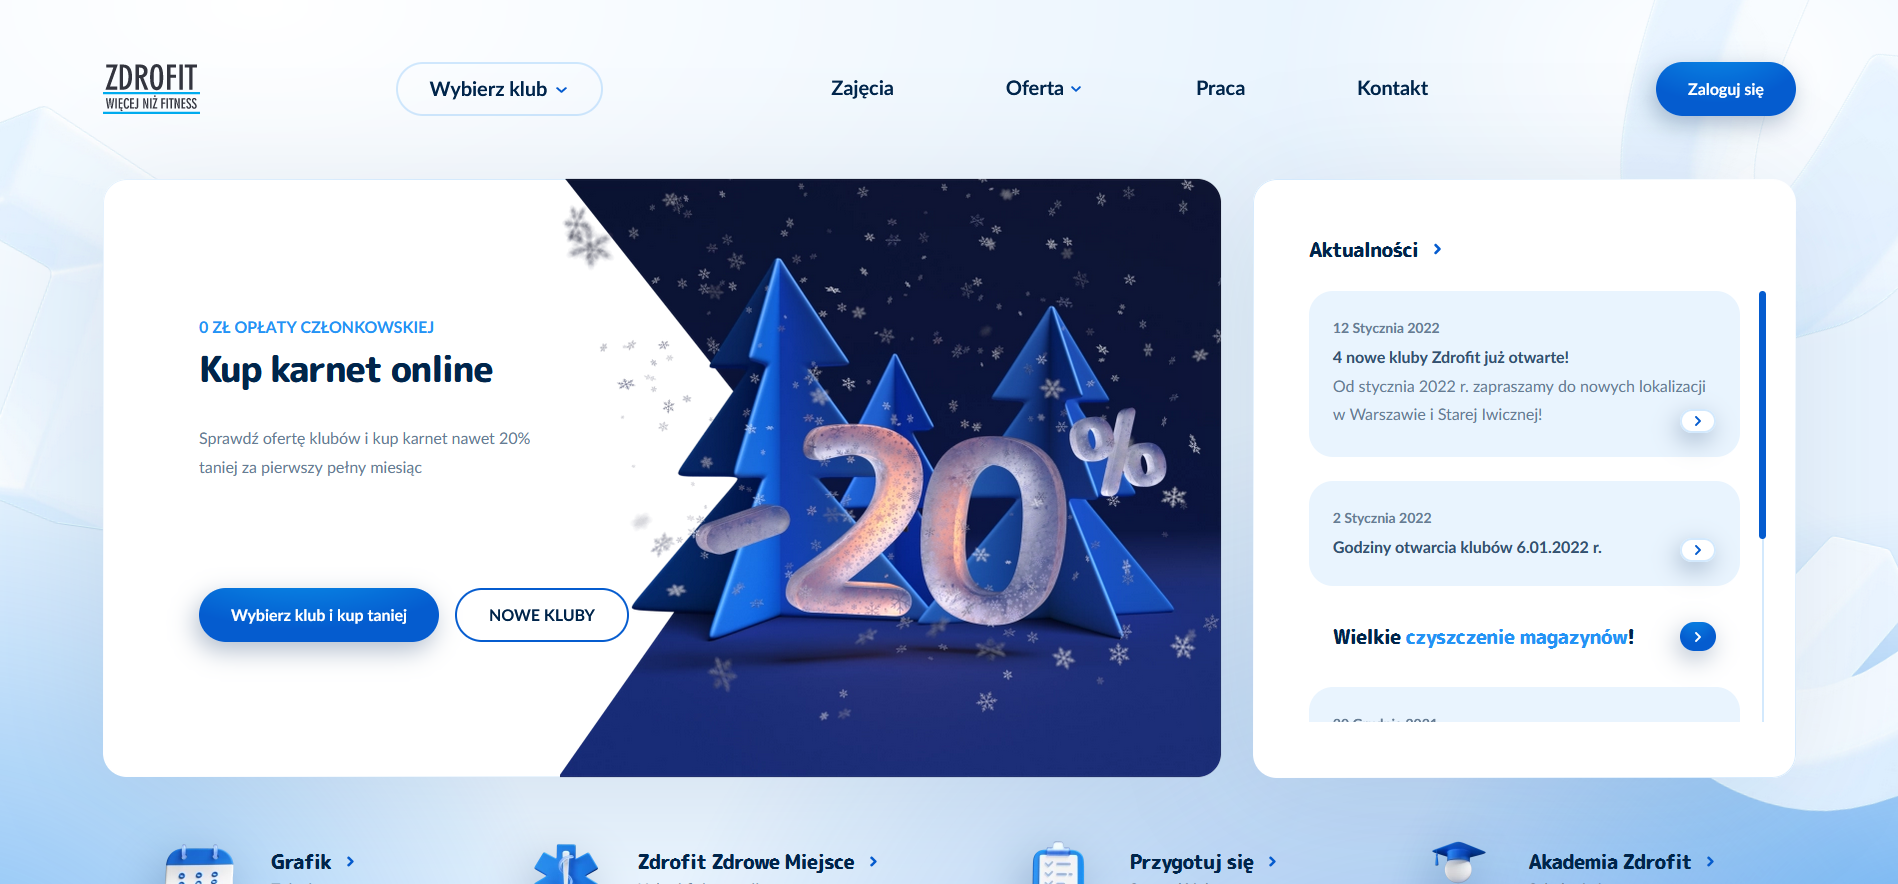 ZDROFIT
WIĘCEJ NIŻ FITNESS
Wybierz klub
Zajęcia
Oferta
Praca
Kontakt
Zaloguj się
0 ZŁ OPŁATY CZŁONKOWSKIEJ
Kup karnet online
Sprawdź ofertę klubów i kup karnet nawet 20%
taniej za pierwszy pełny miesiąc
Wybierz klub i kup taniej
NOWE KLUBY
-20%
Aktualności
12 Stycznia 2022
4 nowe kluby Zdrofit już otwarte!
Od stycznia 2022 r. zapraszamy do nowych lokalizacji
w Warszawie i Starej Iwicznej!
2 Stycznia 2022
Godziny otwarcia klubów 6.01.2022 r.
Wielkie czyszczenie magazynów!
Grafik
Zdrofit Zdrowe Miejsce
Przygotuj się
Akademia Zdrofit